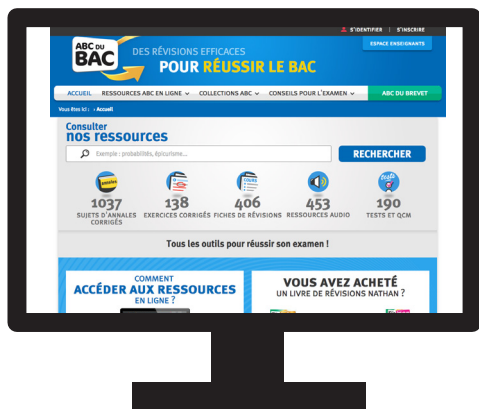 S'IDENTIFIER | S'INSCRIRE
ABC DU BAC
DES RÉVISIONS EFFICACES
POUR RÉUSSIR LE BAC
ESPACE ENSEIGNANTS
ACCUEIL RESSOURCES ABC EN LIGNE COLLECTIONS ABC CONSEILS POUR L'EXAMEN ABC DU BREVET
Vous êtes ici : › Accueil
Consulter
nos ressources
Exemple : probabilités, épicurisme...
RECHERCHER
annales COURS tests
1037 138 406 453 190
SUJETS D'ANNALES CORRIGÉS EXERCICES CORRIGÉS FICHES DE RÉVISIONS RESSOURCES AUDIO TESTS ET QCM
Tous les outils pour réussir son examen !
COMMENT
ACCÉDER AUX RESSOURCES
EN LIGNE ?
VOUS AVEZ ACHETÉ
UN LIVRE DE RÉVISIONS NATHAN ?